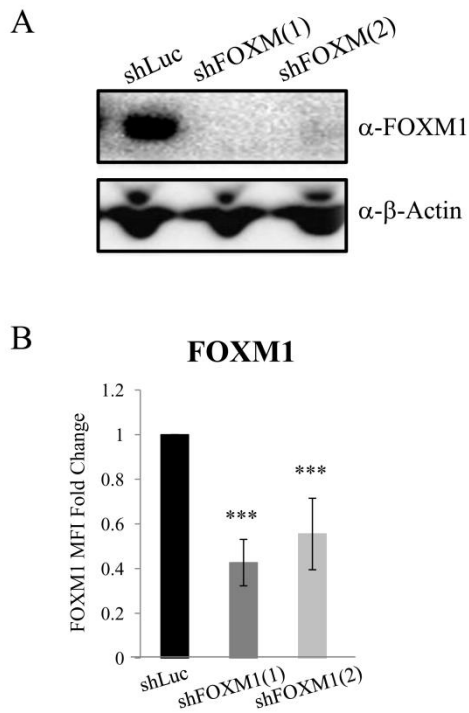 A
shLuc shFOXM(1) shFOXM(2)
α-FOXM1
α-β-Actin
B
FOXM1
1.2
1
0.8
0.6
0.4
0.2
0
FOXM1 MFI Fold Change
***
***
shLuc shFOXM1(1) shFOXM1(2)